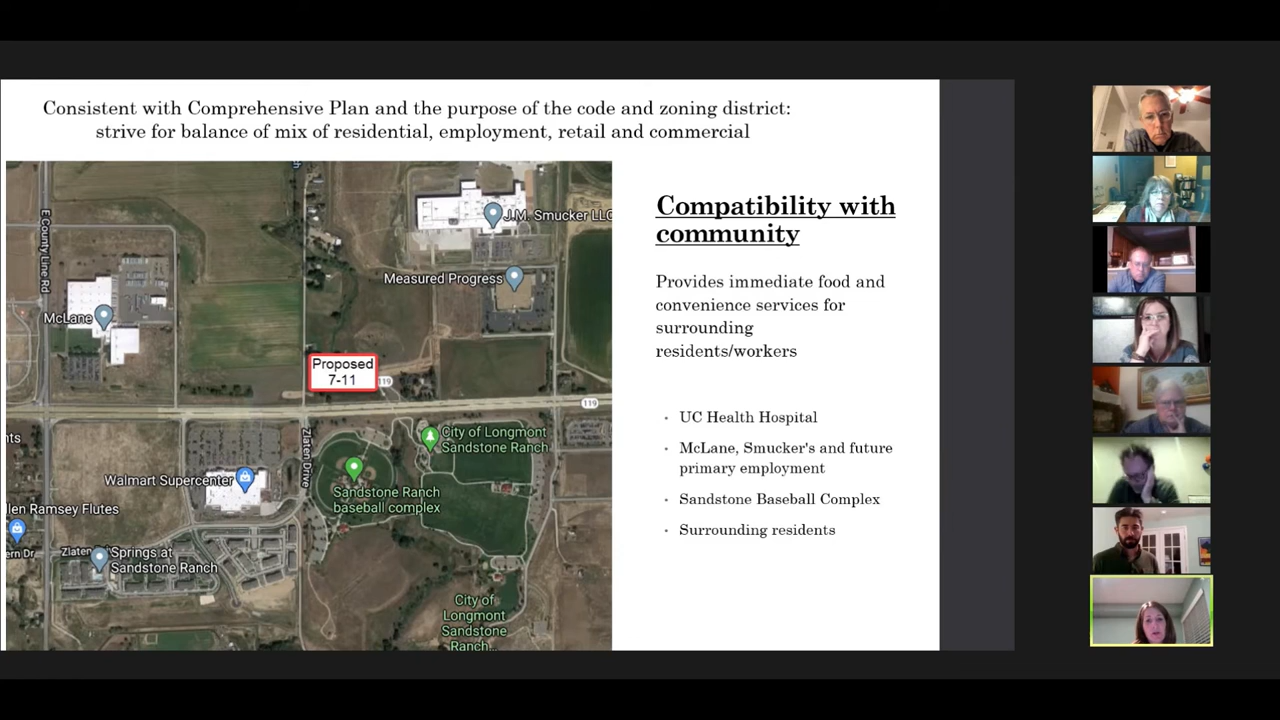 Consistent with Comprehensive Plan and the purpose of the code and zoning district:
strive for balance of mix of residential, employment, retail and commercial
E County Line Rd
J.M. Smucker LLC
Measured Progress
McLane
Proposed
7-11
119
119
Zlaten Drive
City of Longmont
Sandstone Ranch
Walmart Supercenter
Sandstone Ranch
baseball complex
len Ramsey Flutes
Springs at
Sandstone Ranch
City of
Longmont
Sandstone
Ranch...
Compatibility with
community
Provides immediate food and
convenience services for
surrounding
residents/workers
• UC Health Hospital
• McLane, Smucker's and future
primary employment
• Sandstone Baseball Complex
• Surrounding residents